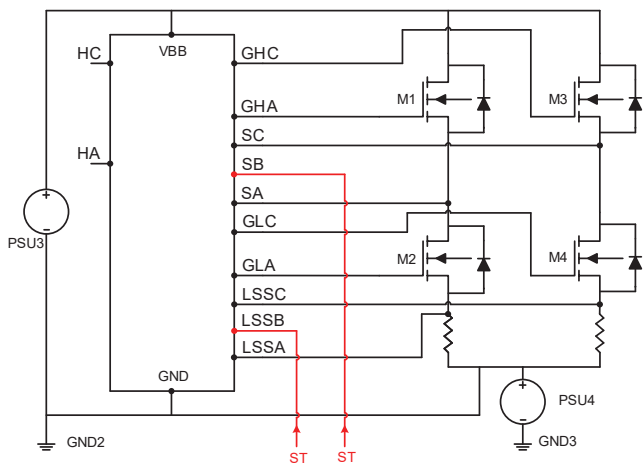 HC
VBB
GHC
M1
M3
GHA
SC
HA
SB
SA
PSU3
GLC
M2
M4
GLA
LSSC
LSSB
LSSA
GND
PSU4
GND2
GND3
ST
ST